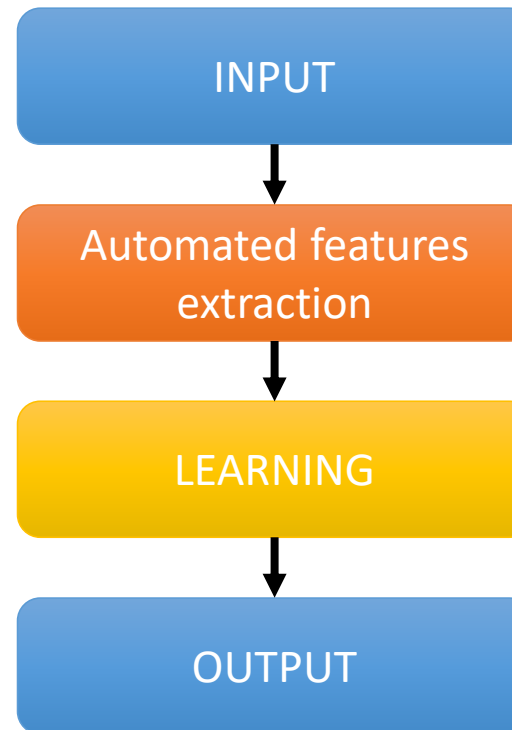 INPUT
Automated features
extraction
LEARNING
OUTPUT